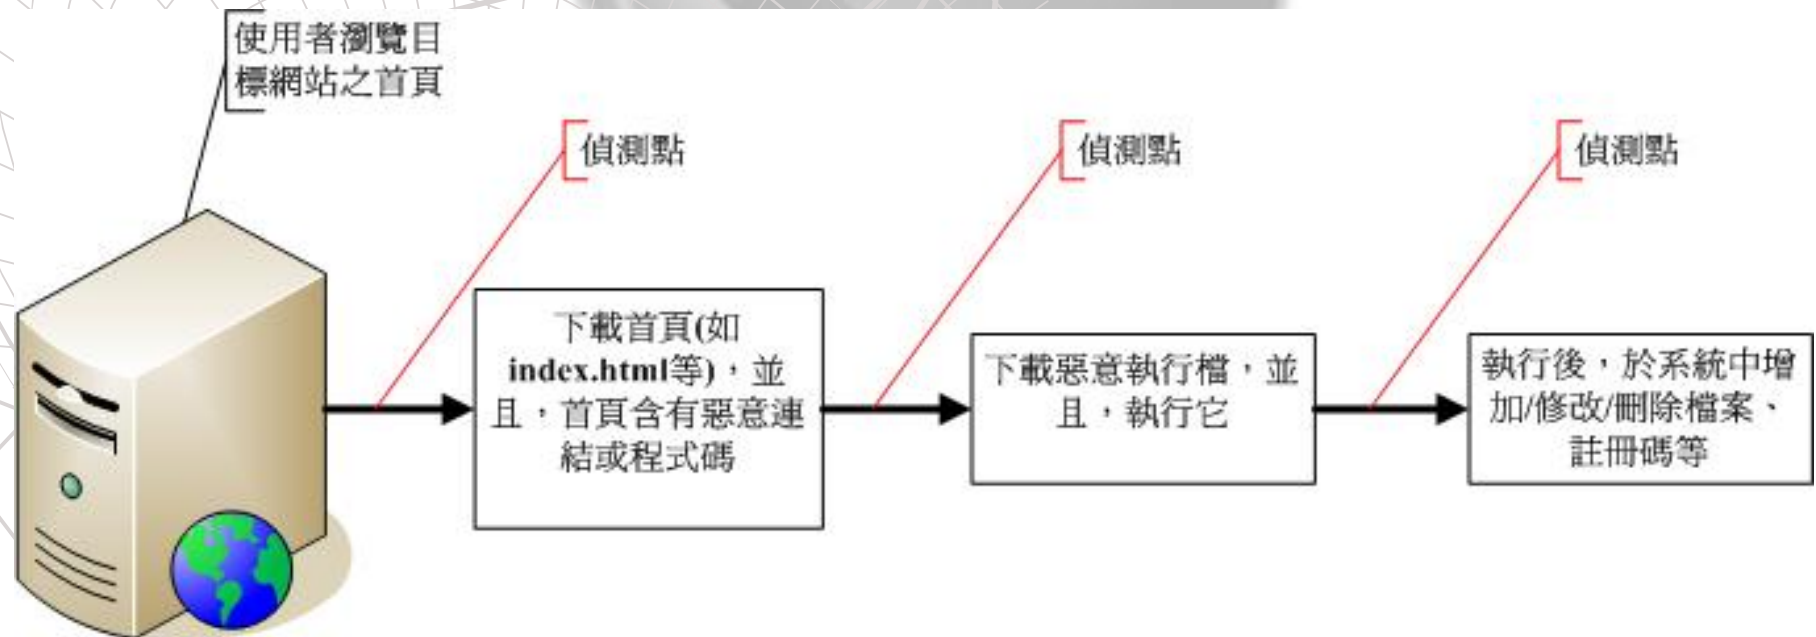 使用者瀏覽目
標網站之首頁
偵測點
偵測點
偵測點
下載首頁(如
index.html等)，並
且，首頁含有惡意連
結或程式碼
下載惡意執行檔，並
且，執行它
執行後，於系統中增
加/修改/刪除檔案、
註冊碼等